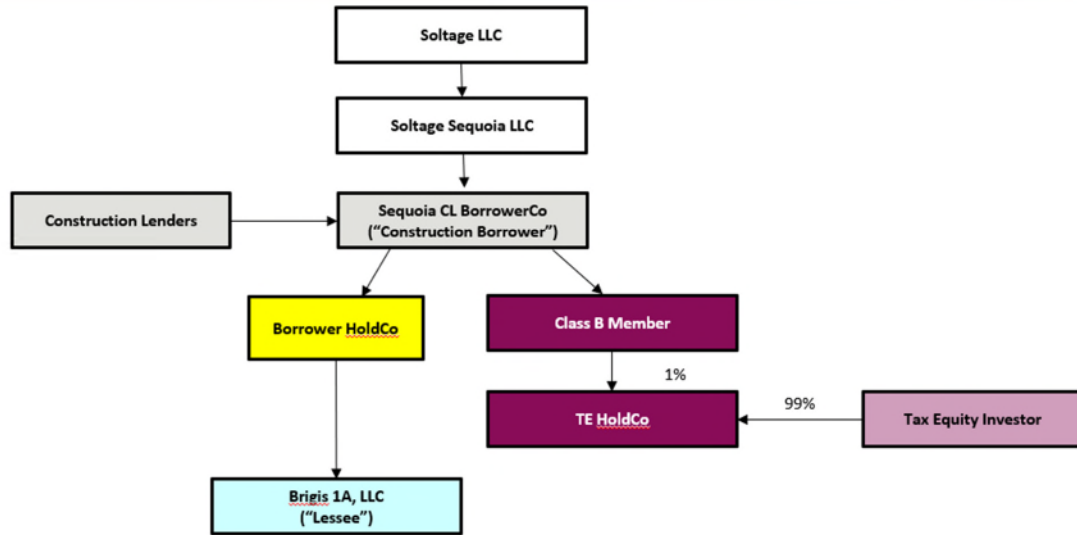 Soltage LLC
Soltage Sequoia LLC
Construction Lenders
Sequoia CL BorrowerCo
(“Construction Borrower”)
Borrower HoldCo
Class B Member
1%
TE HoldCo
99%
Tax Equity Investor
Brigis 1A, LLC
(“Lessee”)